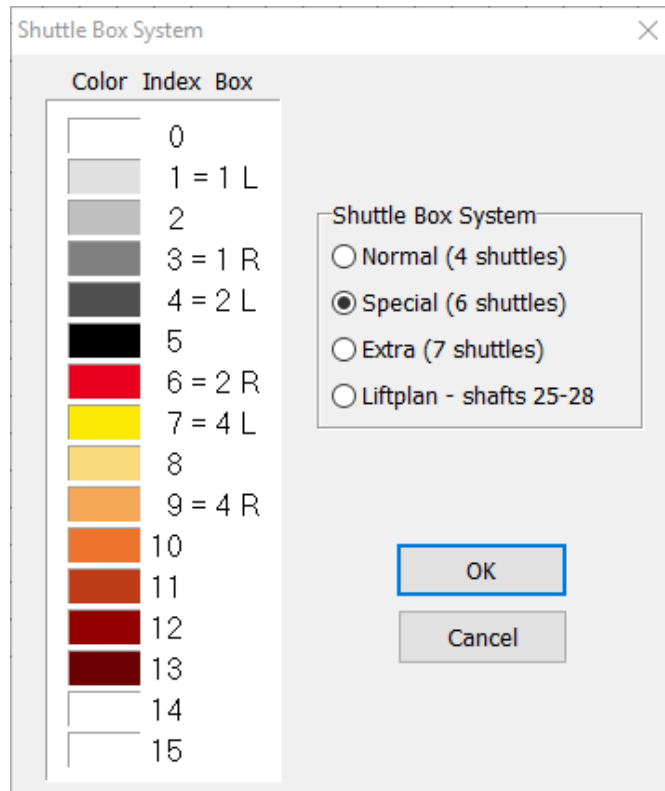 Shuttle Box System
Color Index Box
0
1 = 1 L
2
3 = 1 R
4 = 2 L
5
6 = 2 R
7 = 4 L
8
9 = 4 R
10
11
12
13
14
15
Shuttle Box System
Normal (4 shuttles)
Special (6 shuttles)
Extra (7 shuttles)
Liftplan - shafts 25-28
OK
Cancel